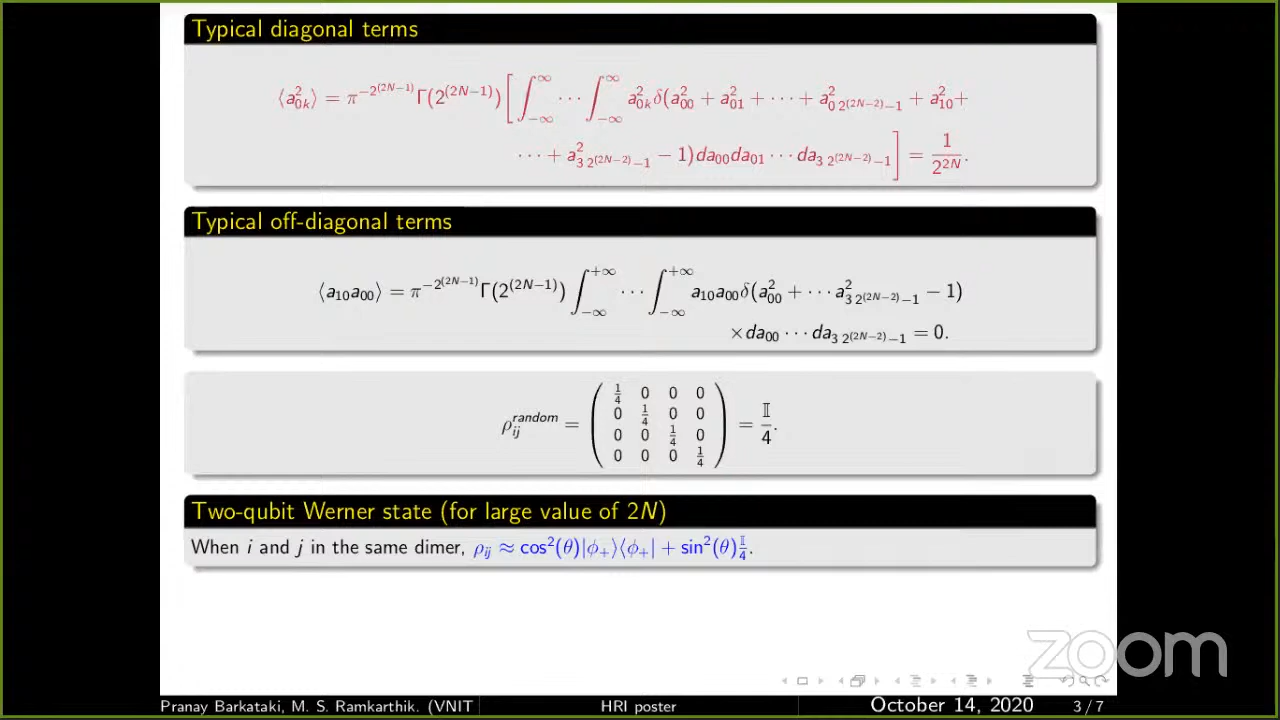 Typical diagonal terms
⟨a²₀ₖ⟩ = π^{-2^{(2N-1)}} Γ(2^{(2N-1)}) [ ∫_{-∞}^{∞} ⋯ ∫_{-∞}^{∞} a²₀ₖ δ(a²₀₀ + a²₀₁ + ⋯ + a²_{0 2^{(2N-2)}-1} + a²₁₀ +
⋯ + a²_{3 2^{(2N-2)}-1} − 1) da₀₀ da₀₁ ⋯ da_{3 2^{(2N-2)}-1} ] = 1/2^{2N}.
Typical off-diagonal terms
⟨a₁₀a₀₀⟩ = π^{-2^{(2N-1)}} Γ(2^{(2N-1)}) ∫_{-∞}^{+∞} ⋯ ∫_{-∞}^{+∞} a₁₀a₀₀ δ(a²₀₀ + ⋯ a²_{3 2^{(2N-2)}-1} − 1)
× da₀₀ ⋯ da_{3 2^{(2N-2)}-1} = 0.
ρ_{ij}^{random} = ( 1/4 0 0 0
0 1/4 0 0
0 0 1/4 0
0 0 0 1/4 ) = 𝕀/4.
Two-qubit Werner state (for large value of 2N)
When i and j in the same dimer, ρ_{ij} ≈ cos²(θ)|ϕ₊⟩⟨ϕ₊| + sin²(θ) 𝕀/4.
zoom
Pranay Barkataki, M. S. Ramkarthik. (VNIT HRI poster October 14, 2020 3 / 7